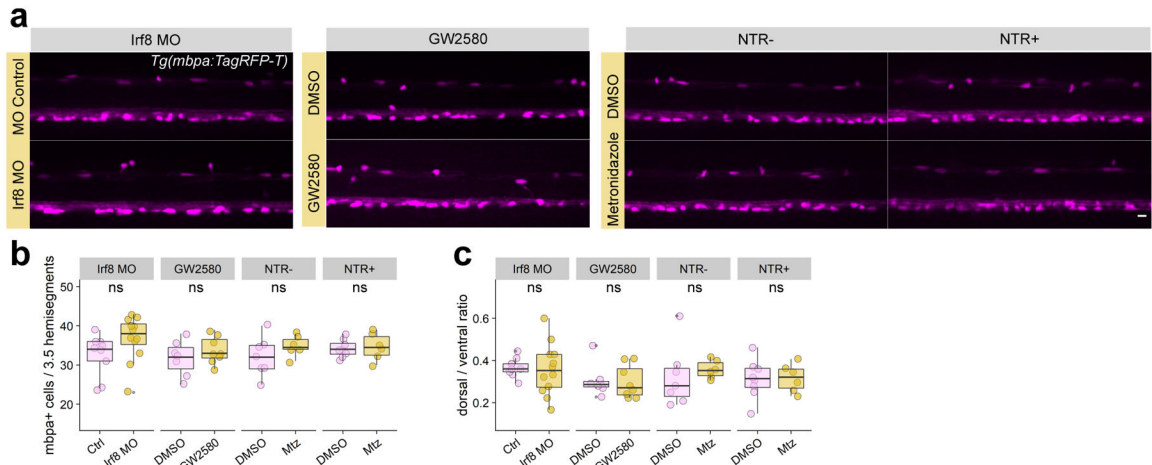 a
Irf8 MO
GW2580
NTR-
NTR+
Tg(mbpa:TagRFP-T)
MO Control
Irf8 MO
DMSO
GW2580
DMSO
Metronidazole
b
mbpa+ cells / 3.5 hemisegments
Irf8 MO
GW2580
NTR-
NTR+
ns
ns
ns
ns
50
40
30
20
Ctrl
Irf8 MO
DMSO
GW2580
DMSO
Mtz
DMSO
Mtz
c
dorsal / ventral ratio
Irf8 MO
GW2580
NTR-
NTR+
ns
ns
ns
ns
0.6
0.4
0.2
Ctrl
Irf8 MO
DMSO
GW2580
DMSO
Mtz
DMSO
Mtz